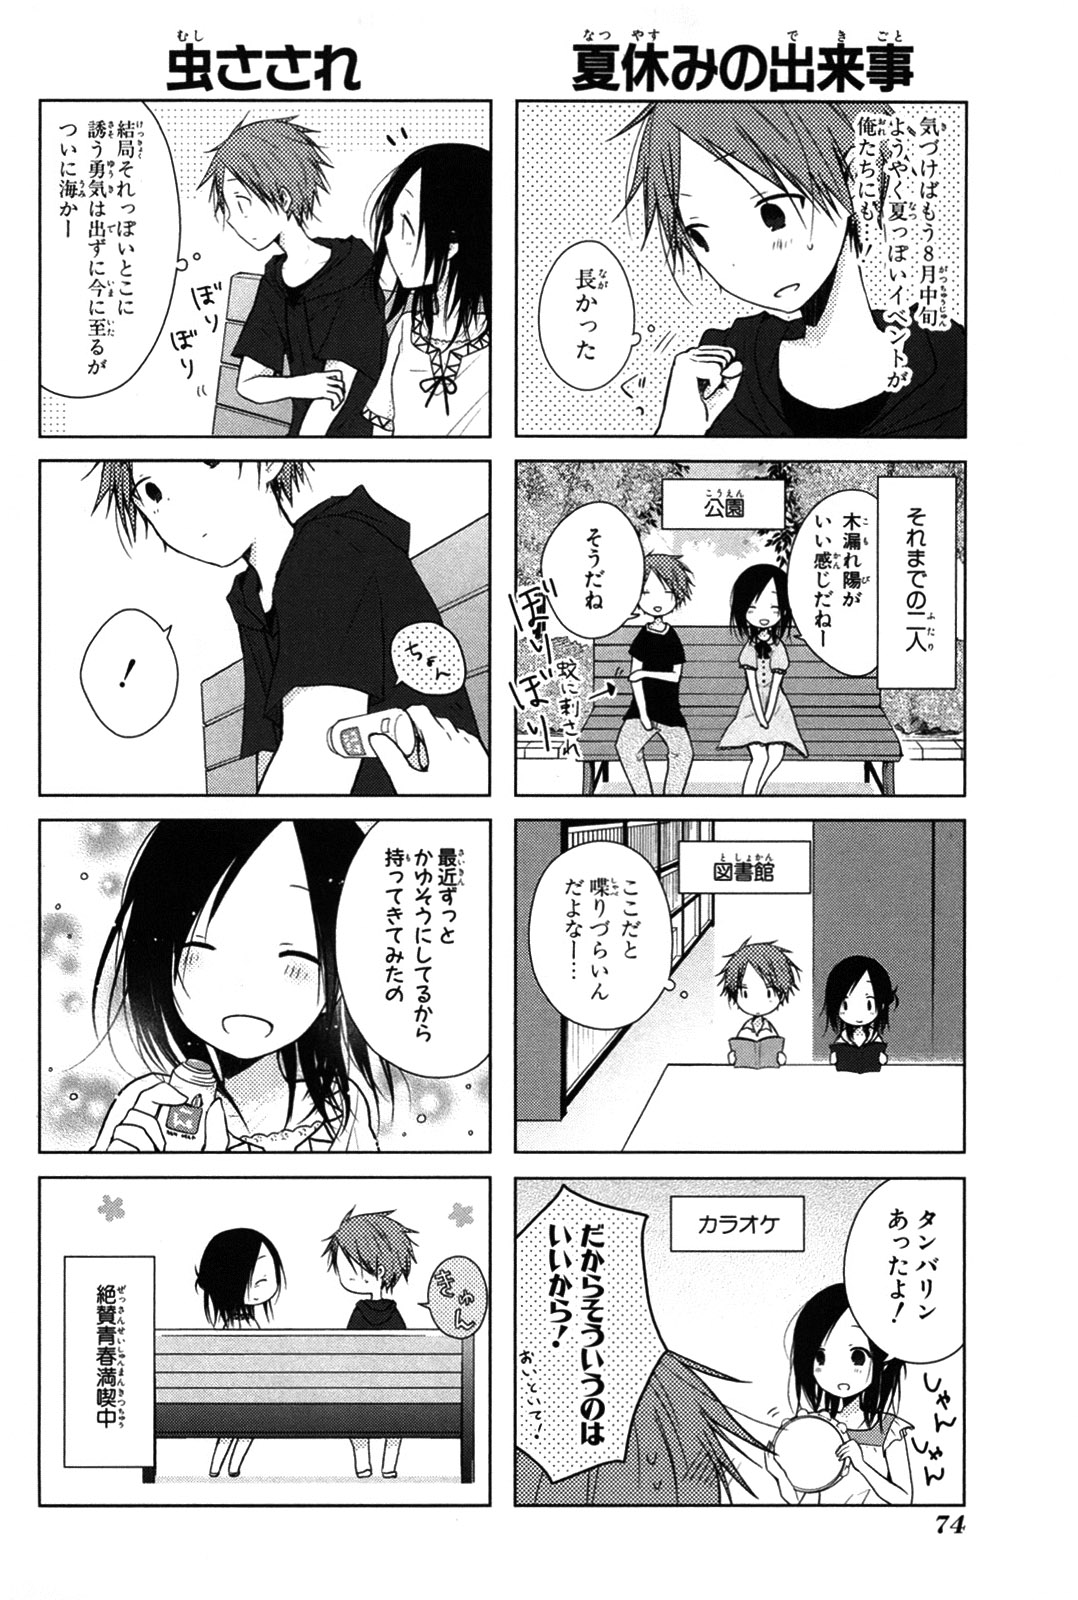 夏休みの出来事
気づけばもう8月中旬
ようやく夏っぽいイベントが
俺たちにも…！
長かった
ぐっ
それまでの二人
公園
木漏れ陽が
いい感じだねー
そうだね
ぼり
ぼり
蚊に刺され
図書館
ここだと
喋りづらいん
だよなー…
カラオケ
タンバリン
あったよ！
しゃん
しゃん
だからそういうのは
いいから！
おいといて！
虫さされ
結局それっぽいとこに
誘う勇気は出ずに今に至るが
ついに海かー
ぼり
ぼり
ちょん
！
最近ずっと
かゆそうにしてるから
持ってきてみたの
きゅん
絶賛青春満喫中
74